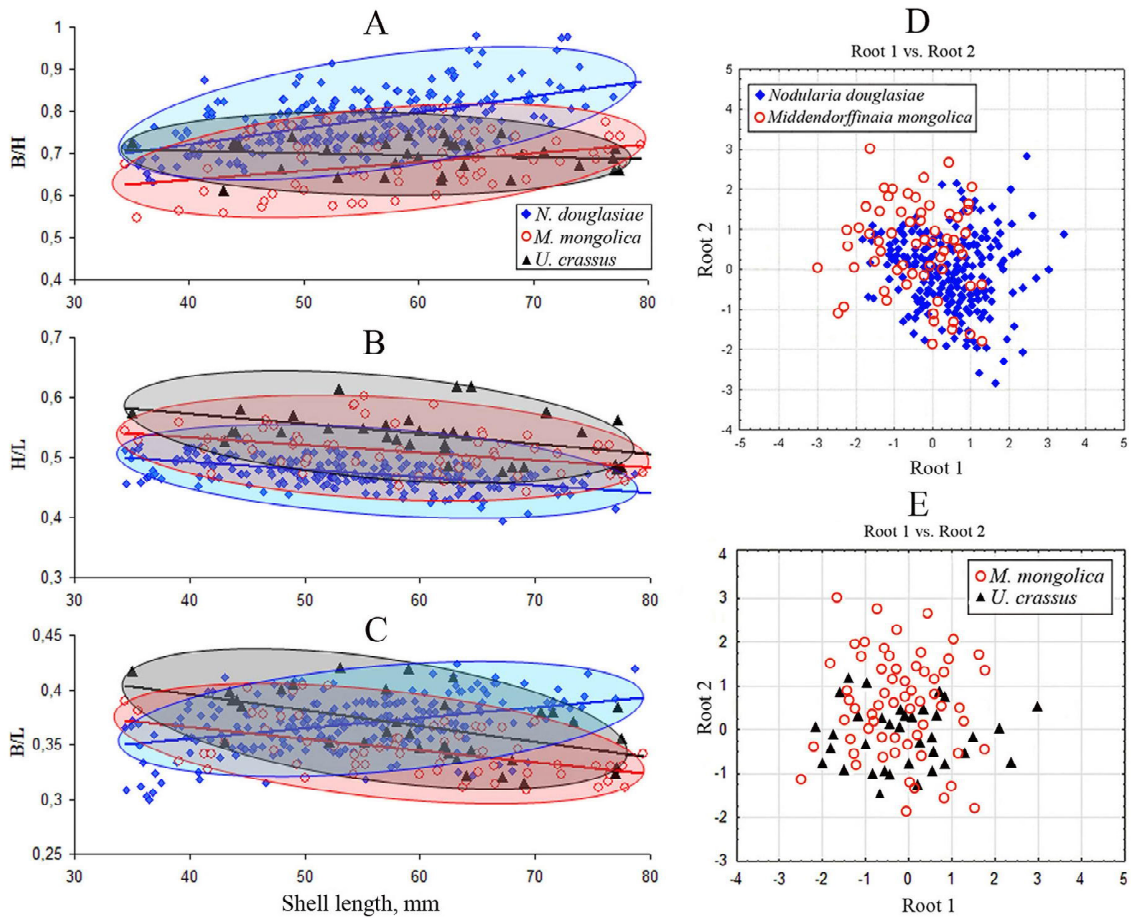 A
1
0.9
0.8
0.7
0.6
0.5
0.4
B/H
N. douglasiae
M. mongolica
U. crassus
30 40 50 60 70 80
B
0,7
0,6
0,5
0,4
0,3
H/L
30 40 50 60 70 80
C
0,45
0,4
0,35
0,3
0,25
B/L
30 40 50 60 70 80
Shell length, mm
D
Root 1 vs. Root 2
Nodularia douglasiae
Middendorffinaia mongolica
5
4
3
2
1
0
-1
-2
-3
-4
Root 2
-5 -4 -3 -2 -1 0 1 2 3 4 5
Root 1
E
Root 1 vs. Root 2
M. mongolica
U. crassus
4
3
2
1
0
-1
-2
-3
Root 2
-4 -3 -2 -1 0 1 2 3 4 5
Root 1